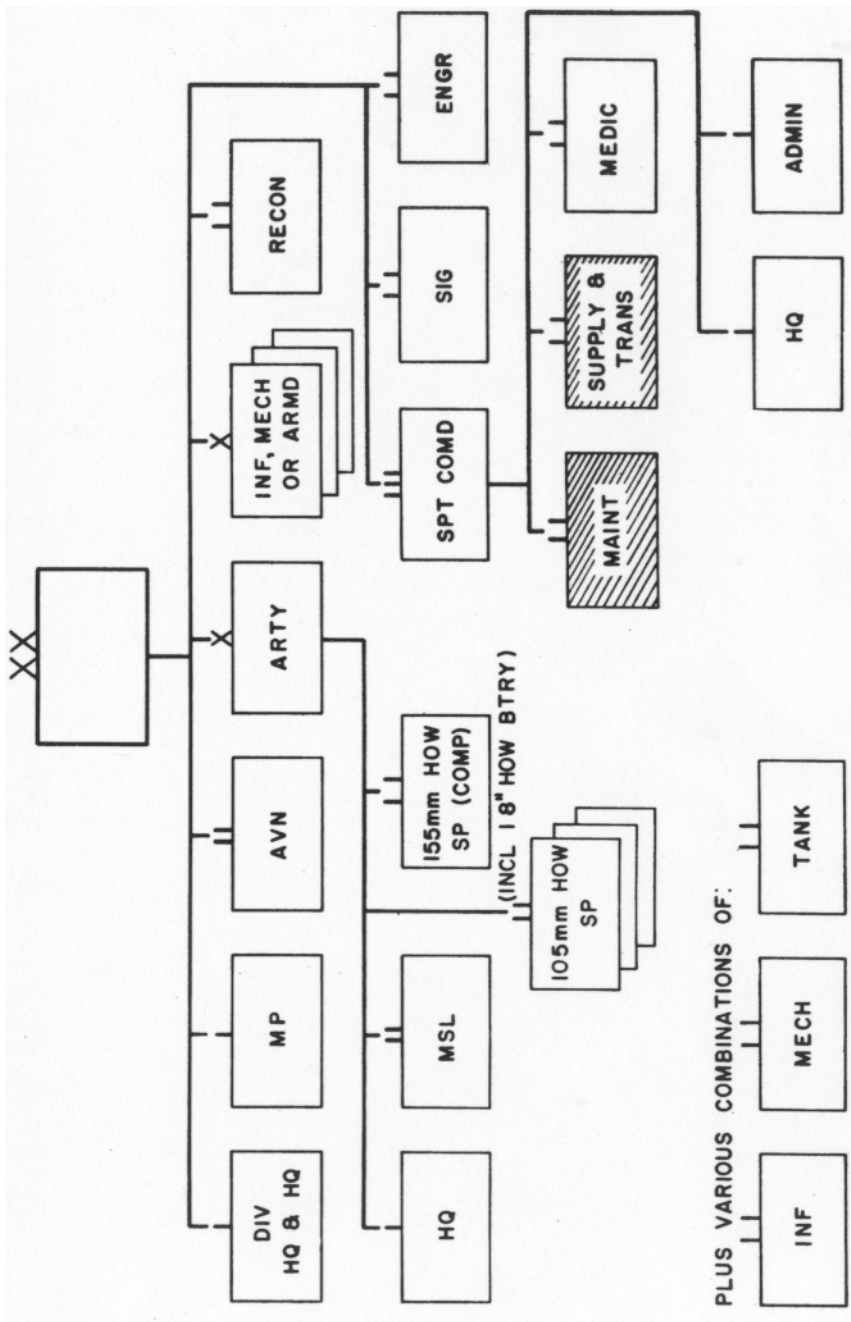 XX
DIV
HQ & HQ
MP
AVN
X
ARTY
X
INF, MECH
OR ARMD
RECON
HQ
MSL
155mm HOW
SP (COMP)
(INCL 1 8" HOW BTRY)
105mm HOW
SP
SPT COMD
SIG
ENGR
MAINT
SUPPLY &
TRANS
MEDIC
HQ
ADMIN
PLUS VARIOUS COMBINATIONS OF:
INF
MECH
TANK